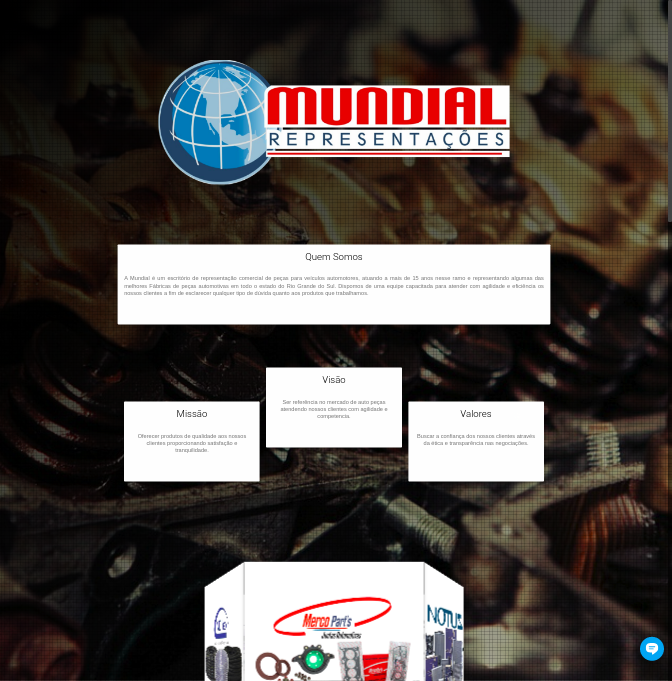 MUNDIAL
REPRESENTAÇÕES
Quem Somos
A Mundial é um escritório de representação comercial de peças para veículos automotores, atuando a mais de 15 anos nesse ramo e representando algumas das
melhores Fábricas de peças automotivas em todo o estado do Rio Grande do Sul. Dispomos de uma equipe capacitada para atender com agilidade e eficiência os
nossos clientes a fim de esclarecer qualquer tipo de dúvida quanto aos produtos que trabalhamos.
Visão
Ser referência no mercado de auto peças
atendendo nossos clientes com agilidade e
competencia.
Missão
Oferecer produtos de qualidade aos nossos
clientes proporcionando satisfação e
tranquilidade.
Valores
Buscar a confiança dos nossos clientes através
da ética e transparência nas negociações.
Merco Part's
NOTUS